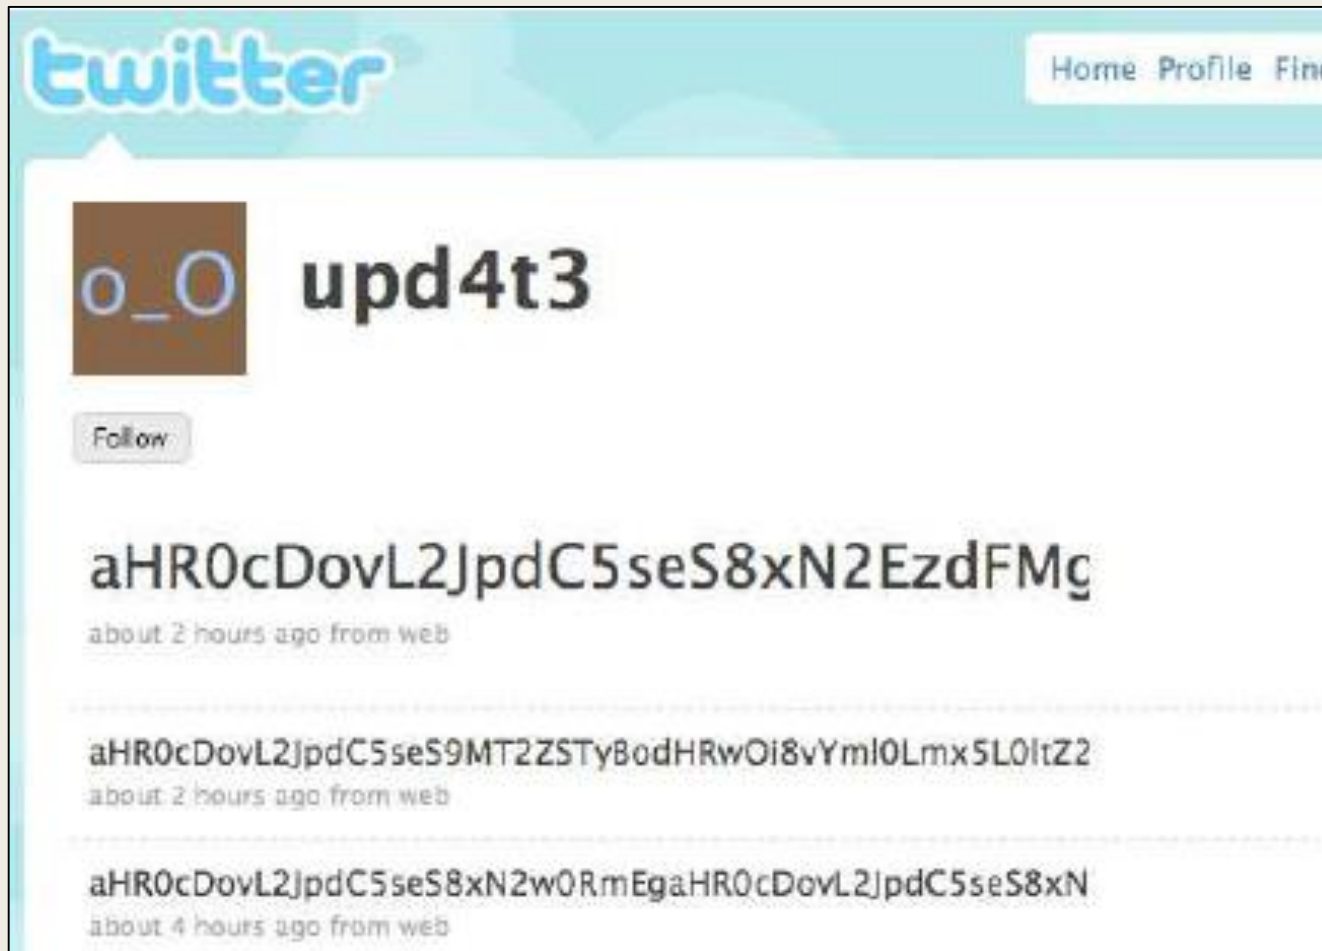 twitter
Home Profile
o_O
upd4t3
Follow
aHR0cDovL2JpdC5seS8xN2EzdFMg
about 2 hours ago from web
aHR0cDovL2JpdC5seS9MT2ZSTyBodHRwOi8vYml0Lmx5L0ltZ2
about 2 hours ago from web
aHR0cDovL2JpdC5seS8xN2w0RmEgaHR0cDovL2JpdC5seS8xN
about 4 hours ago from web